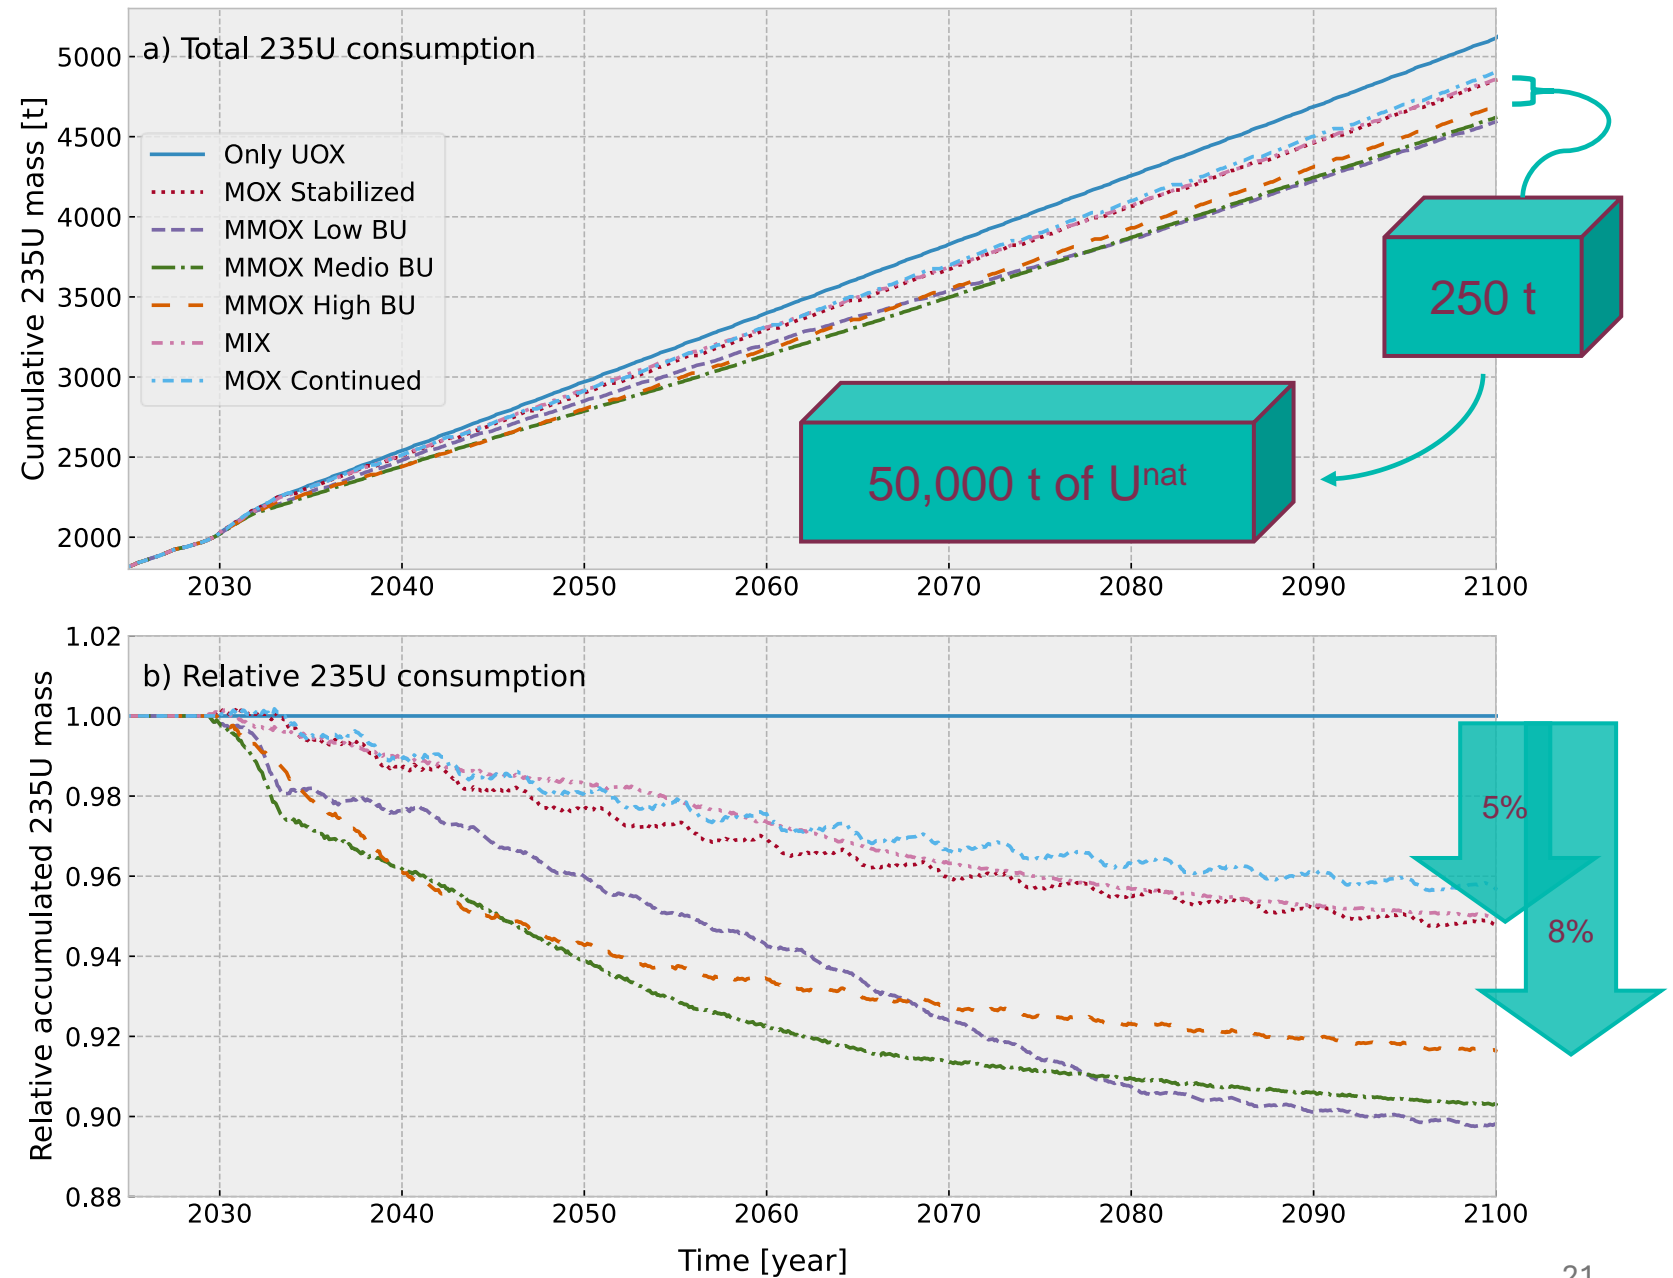 a) Total 235U consumption
Cumulative 235U mass [t]
5000
4500
4000
3500
3000
2500
2000
Only UOX
MOX Stabilized
MMOX Low BU
MMOX Medio BU
MMOX High BU
MIX
MOX Continued
250 t
50,000 t of U^nat
2030 2040 2050 2060 2070 2080 2090 2100
b) Relative 235U consumption
Relative accumulated 235U mass
1.02
1.00
0.98
0.96
0.94
0.92
0.90
0.88
5%
8%
2030 2040 2050 2060 2070 2080 2090 2100
Time [year]
21